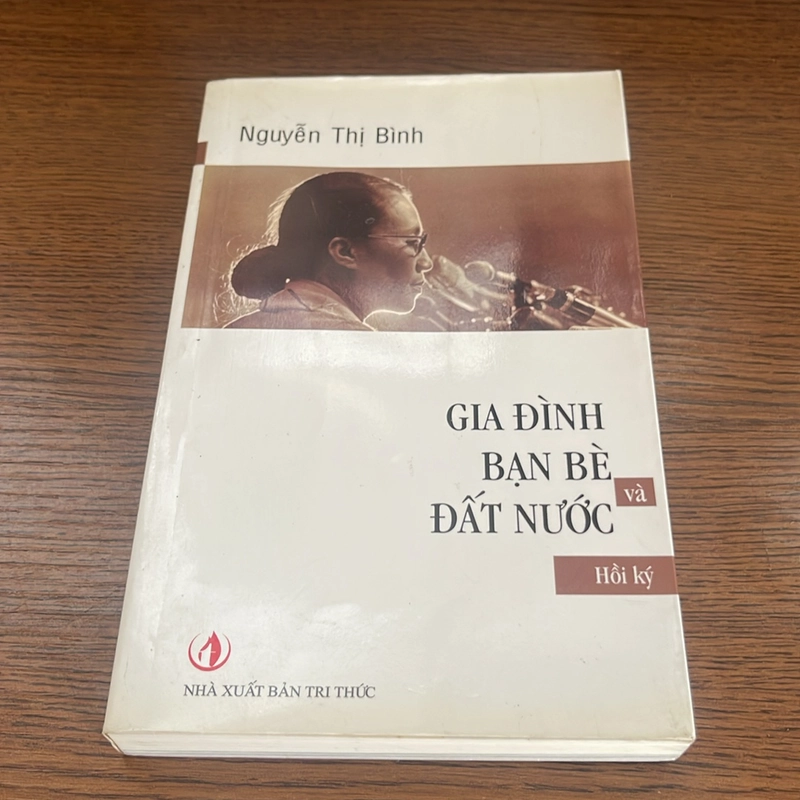 Nguyễn Thị Bình
GIA ĐÌNH
BẠN BÈ
và
ĐẤT NƯỚC
Hồi ký
NHÀ XUẤT BẢN TRI THỨC